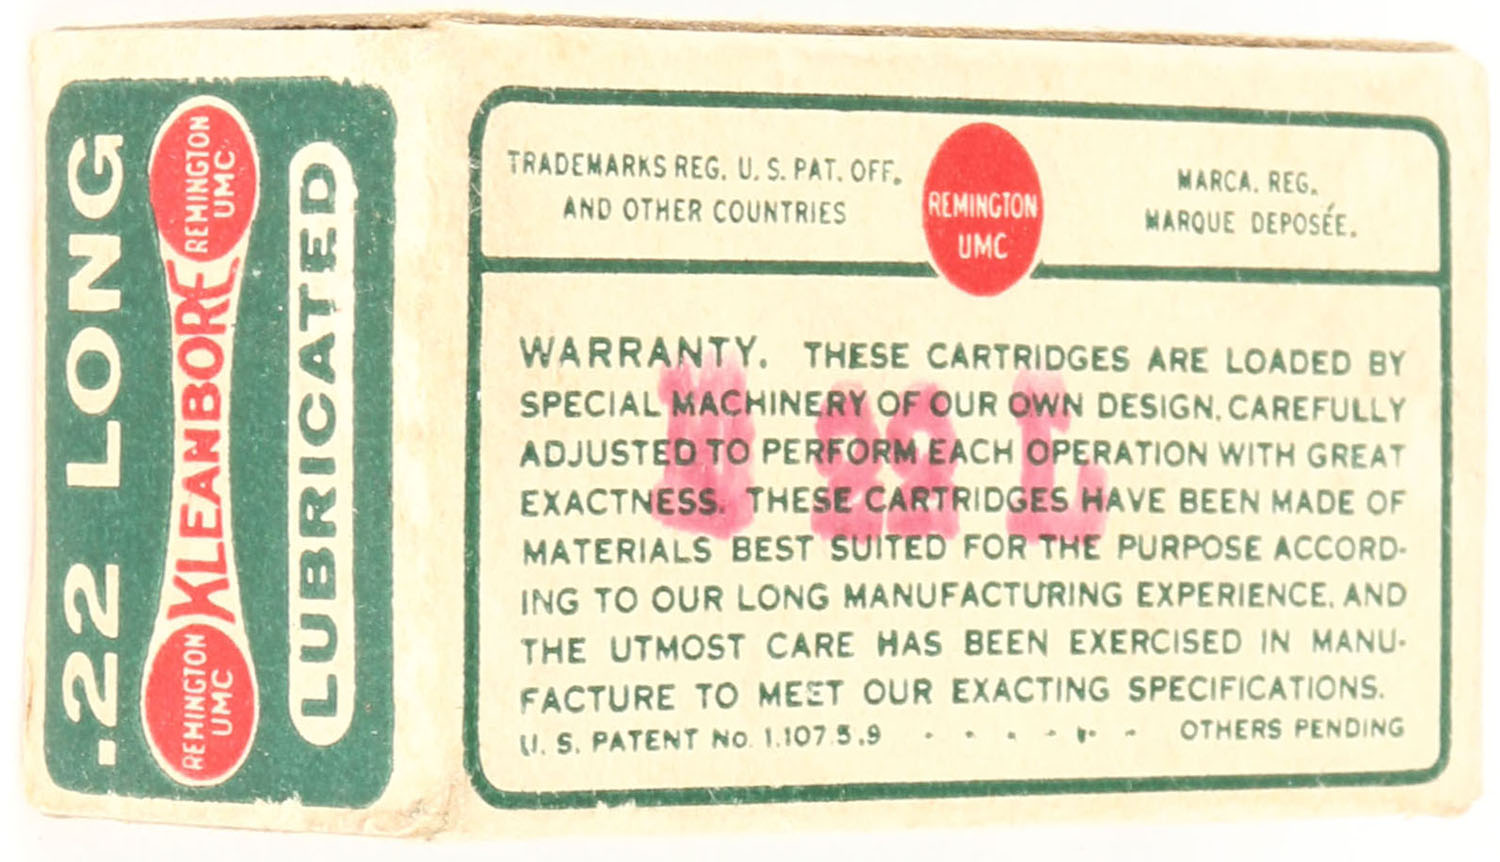 .22 LONG
REMINGTON
UMC
KLEANBORE
REMINGTON
UMC
LUBRICATED
TRADEMARKS REG. U. S. PAT. OFF.
AND OTHER COUNTRIES
REMINGTON
UMC
MARCA. REG.
MARQUE DEPOSÉE.
WARRANTY. THESE CARTRIDGES ARE LOADED BY
SPECIAL MACHINERY OF OUR OWN DESIGN, CAREFULLY
ADJUSTED TO PERFORM EACH OPERATION WITH GREAT
EXACTNESS. THESE CARTRIDGES HAVE BEEN MADE OF
MATERIALS BEST SUITED FOR THE PURPOSE ACCORD-
ING TO OUR LONG MANUFACTURING EXPERIENCE, AND
THE UTMOST CARE HAS BEEN EXERCISED IN MANU-
FACTURE TO MEET OUR EXACTING SPECIFICATIONS.
U. S. PATENT No. OTHERS PENDING
22 L